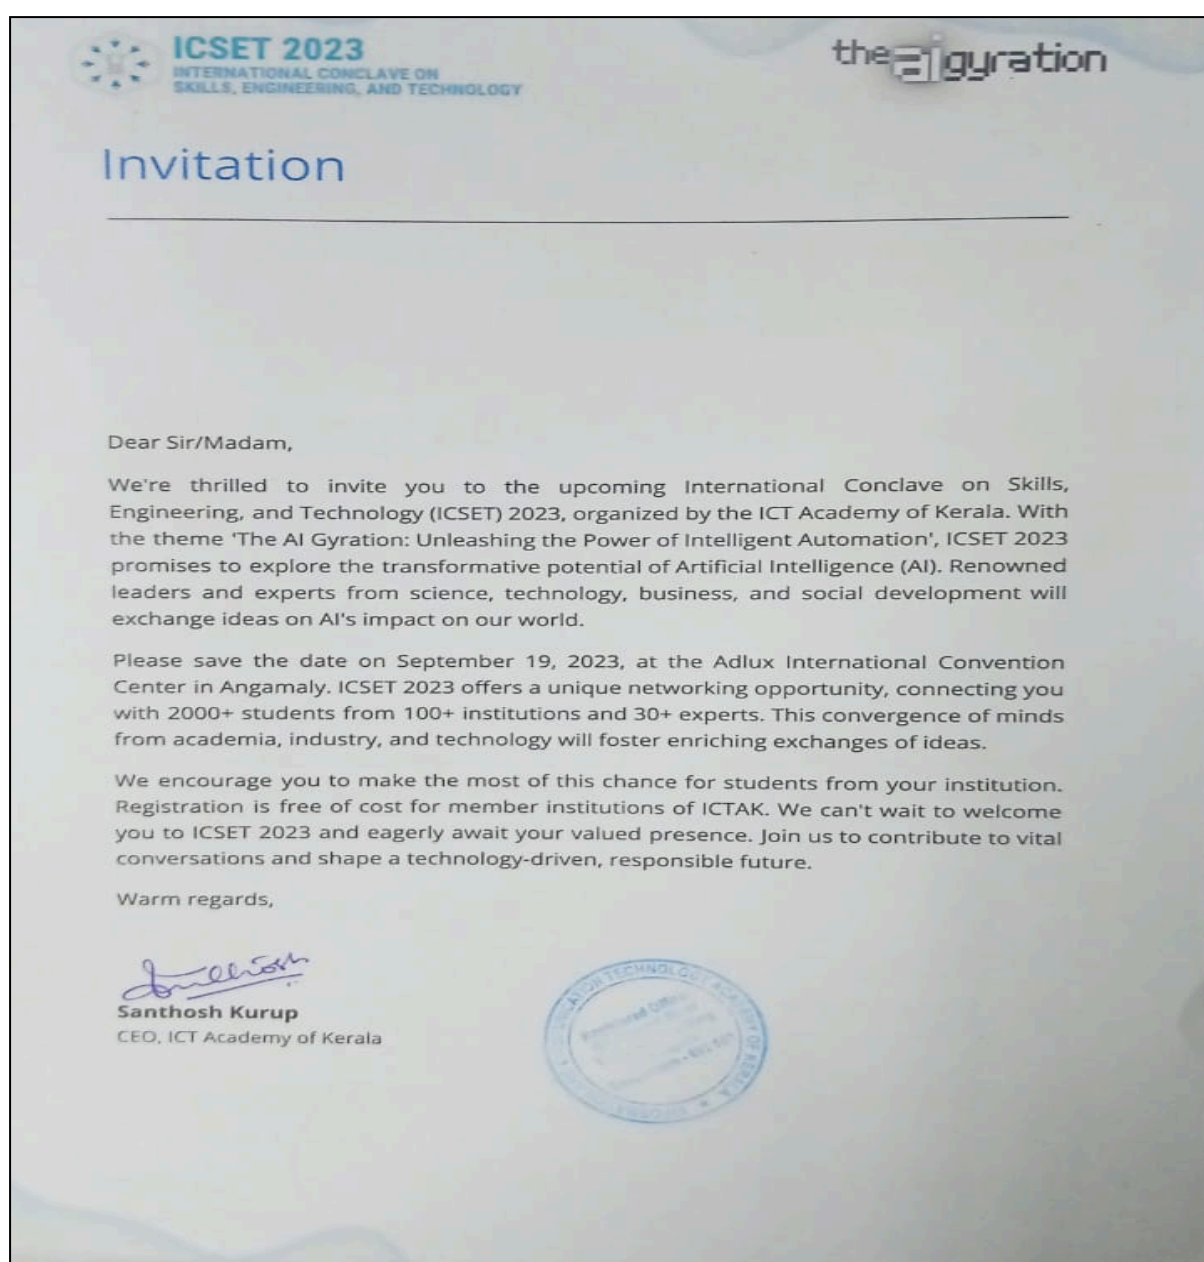 ICSET 2023
INTERNATIONAL CONCLAVE ON
SKILLS, ENGINEERING, AND TECHNOLOGY
the ai gyration
Invitation
Dear Sir/Madam,
We're thrilled to invite you to the upcoming International Conclave on Skills,
Engineering, and Technology (ICSET) 2023, organized by the ICT Academy of Kerala. With
the theme 'The AI Gyration: Unleashing the Power of Intelligent Automation', ICSET 2023
promises to explore the transformative potential of Artificial Intelligence (AI). Renowned
leaders and experts from science, technology, business, and social development will
exchange ideas on AI's impact on our world.
Please save the date on September 19, 2023, at the Adlux International Convention
Center in Angamaly. ICSET 2023 offers a unique networking opportunity, connecting you
with 2000+ students from 100+ institutions and 30+ experts. This convergence of minds
from academia, industry, and technology will foster enriching exchanges of ideas.
We encourage you to make the most of this chance for students from your institution.
Registration is free of cost for member institutions of ICTAK. We can't wait to welcome
you to ICSET 2023 and eagerly await your valued presence. Join us to contribute to vital
conversations and shape a technology-driven, responsible future.
Warm regards,
Santhosh Kurup
CEO, ICT Academy of Kerala
TECHNOLOGY ACADEMY OF KERALA